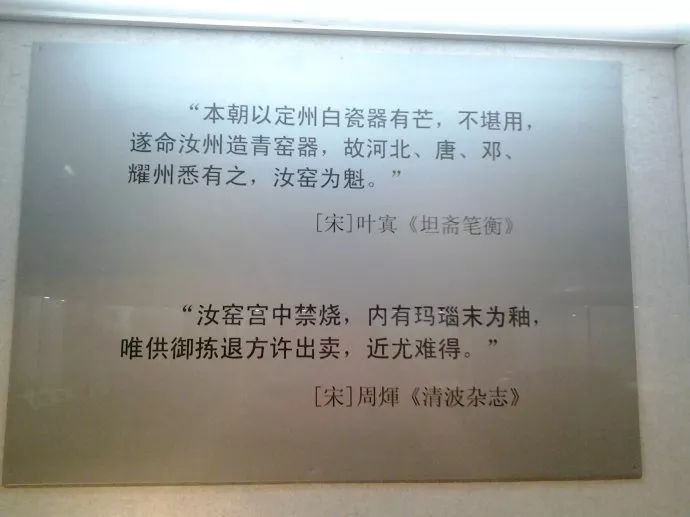 “本朝以定州白瓷器有芒，不堪用，
遂命汝州造青窑器，故河北、唐、邓、
耀州悉有之，汝窑为魁。”
[宋]叶寘《坦斋笔衡》
“汝窑宫中禁烧，内有玛瑙末为釉，
唯供御拣退方许出卖，近尤难得。”
[宋]周煇《清波杂志》